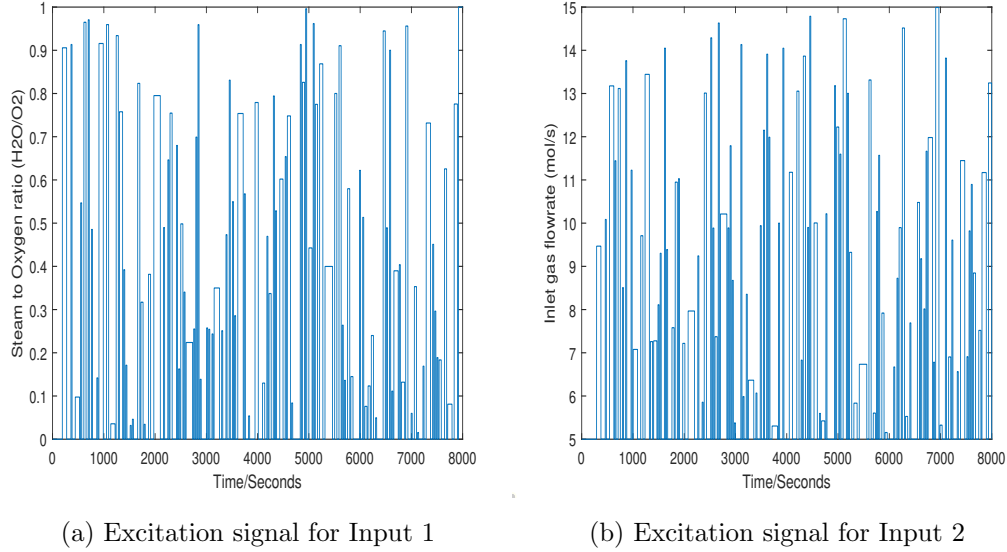 1
0.9
0.8
0.7
0.6
0.5
0.4
0.3
0.2
0.1
0
Steam to Oxygen ratio (H2O/O2)
0 1000 2000 3000 4000 5000 6000 7000 8000
Time/Seconds
(a) Excitation signal for Input 1
15
14
13
12
11
10
9
8
7
6
5
Inlet gas flowrate (mol/s)
0 1000 2000 3000 4000 5000 6000 7000 8000
Time/Seconds
(b) Excitation signal for Input 2